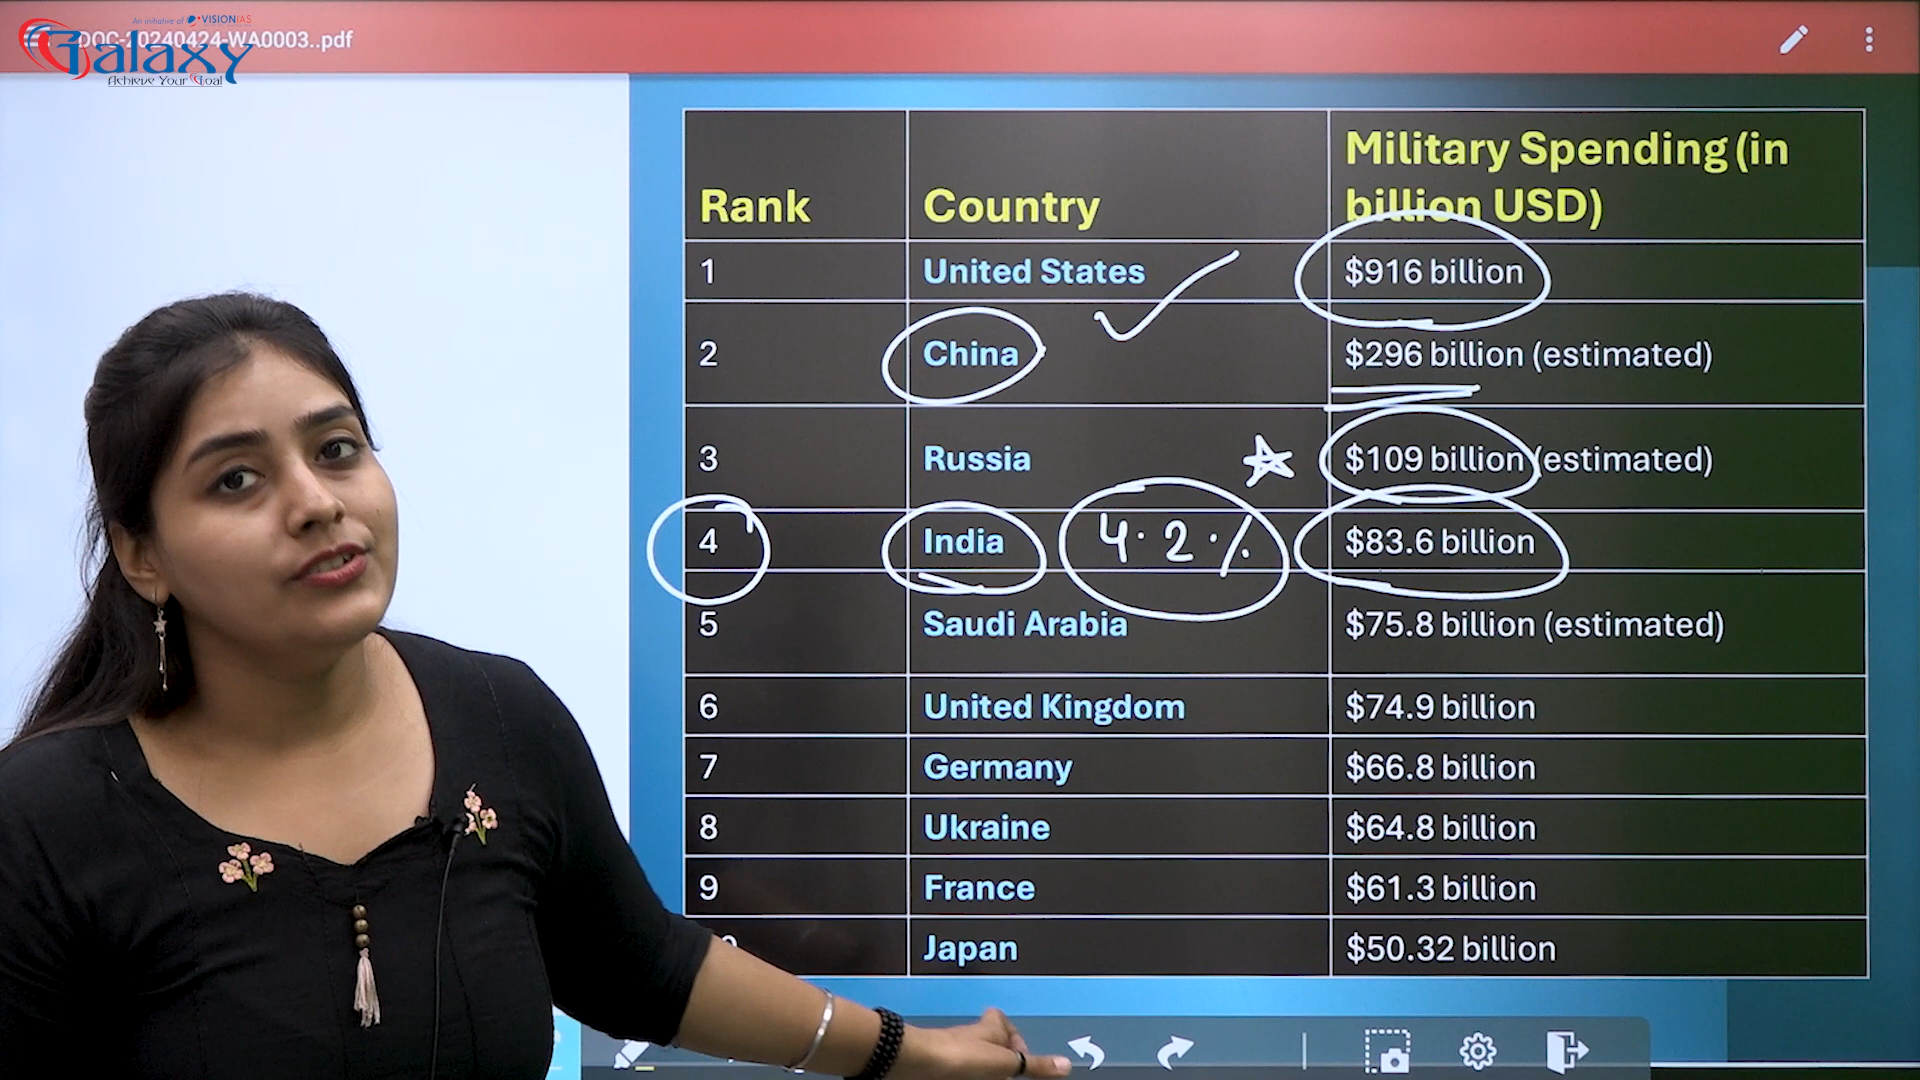 An initiative of VISIONIAS
DOC-20240424-WA0003..pdf
Galaxy
Achieve Your Goal
Rank Country Military Spending (in billion USD)
1 United States $916 billion
2 China $296 billion (estimated)
3 Russia $109 billion (estimated)
4 India 4.2% $83.6 billion
5 Saudi Arabia $75.8 billion (estimated)
6 United Kingdom $74.9 billion
7 Germany $66.8 billion
8 Ukraine $64.8 billion
9 France $61.3 billion
Japan $50.32 billion